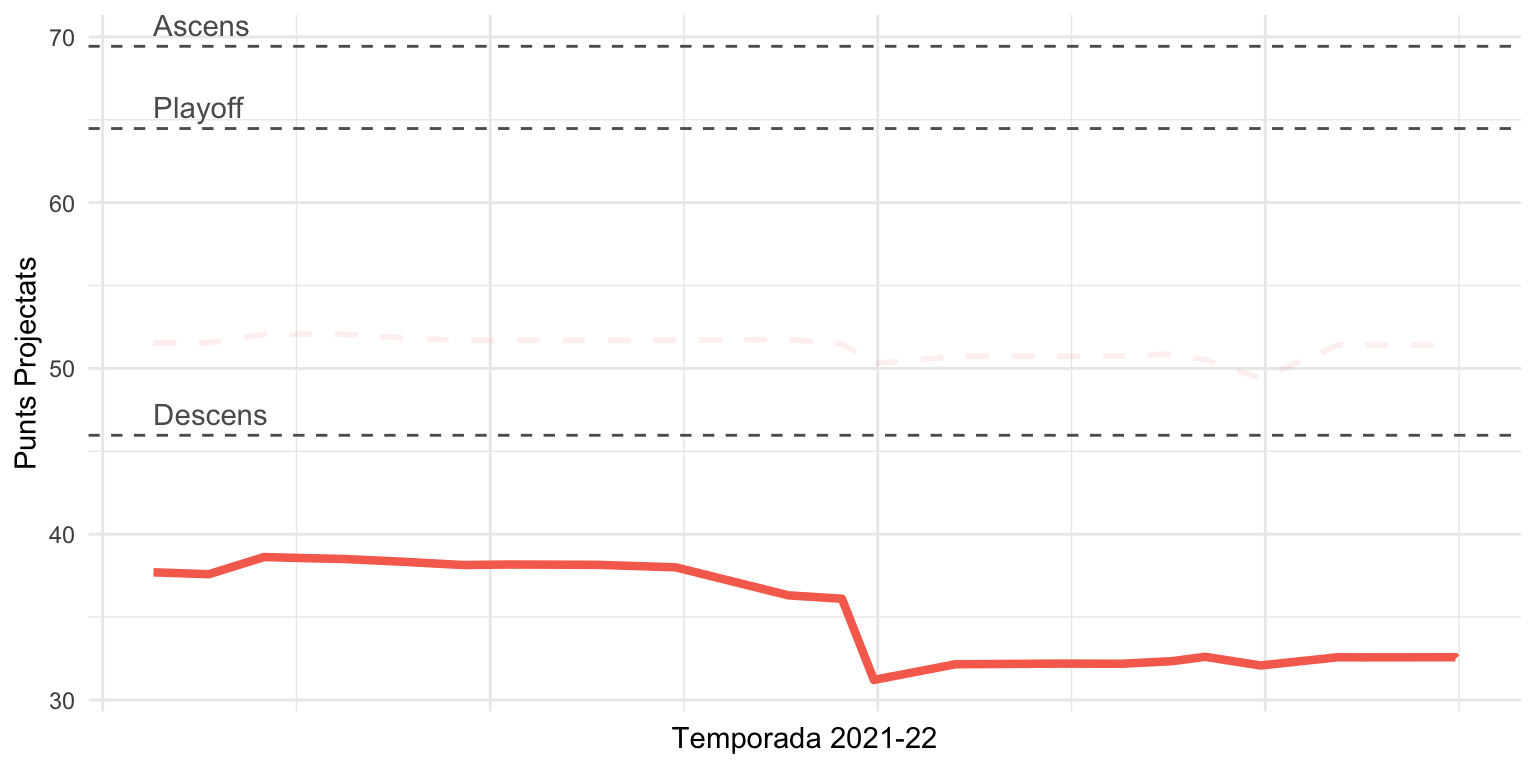 Ascens
70
Playoff
60
Punts Projectats
50
Descens
40
30
Temporada 2021-22